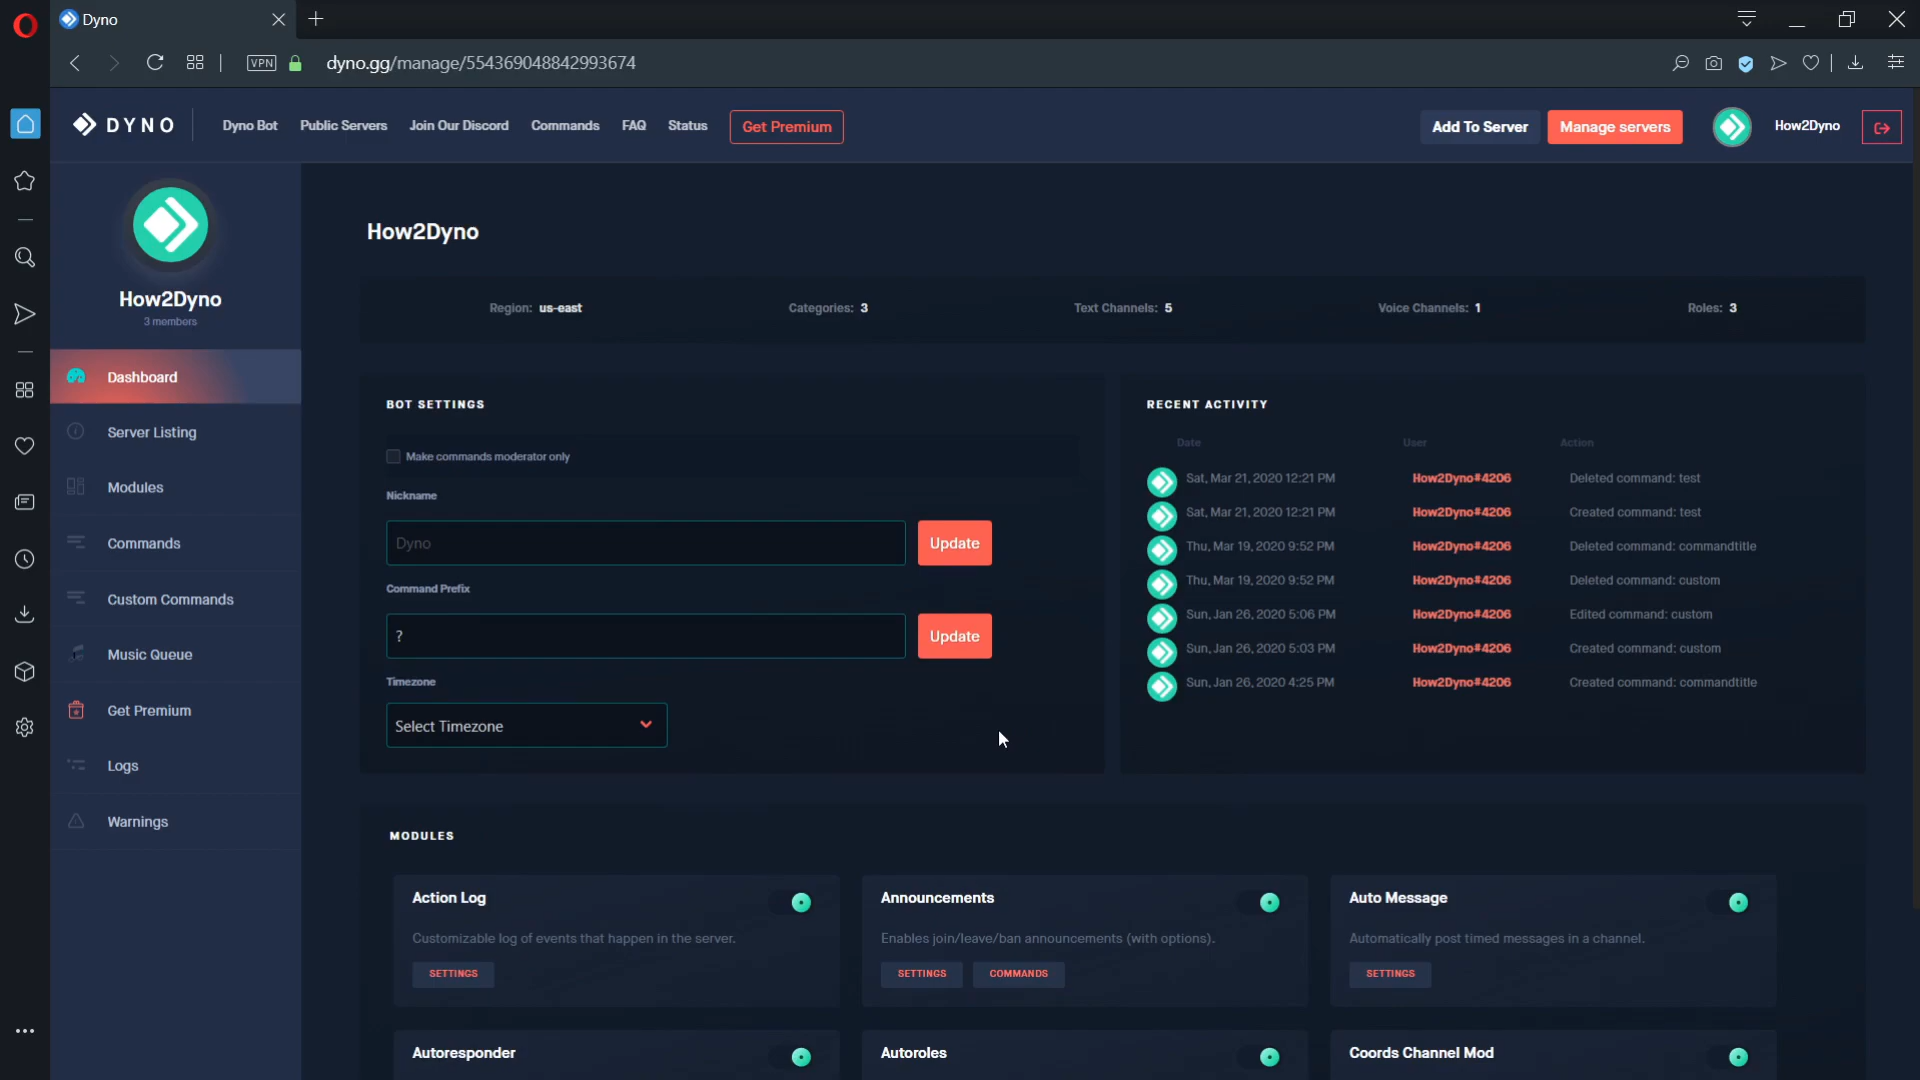 Dyno
VPN
dyno.gg/manage/554369048842993674
DYNO
Dyno Bot
Public Servers
Join Our Discord
Commands
FAQ
Status
Get Premium
Add To Server
Manage servers
How2Dyno
How2Dyno
3 members
Dashboard
Server Listing
Modules
Commands
Custom Commands
Music Queue
Get Premium
Logs
Warnings
How2Dyno
Region: us-east
Categories: 3
Text Channels: 5
Voice Channels: 1
Roles: 3
BOT SETTINGS
Make commands moderator only
Nickname
Dyno
Update
Command Prefix
?
Update
Timezone
Select Timezone
RECENT ACTIVITY
Date User Action
Sat, Mar 21, 2020 12:21 PM How2Dyno#4206 Deleted command: test
Sat, Mar 21, 2020 12:21 PM How2Dyno#4206 Created command: test
Thu, Mar 19, 2020 9:52 PM How2Dyno#4206 Deleted command: commandtitle
Thu, Mar 19, 2020 9:52 PM How2Dyno#4206 Deleted command: custom
Sun, Jan 26, 2020 5:06 PM How2Dyno#4206 Edited command: custom
Sun, Jan 26, 2020 5:03 PM How2Dyno#4206 Created command: custom
Sun, Jan 26, 2020 4:25 PM How2Dyno#4206 Created command: commandtitle
MODULES
Action Log
Customizable log of events that happen in the server.
SETTINGS
Announcements
Enables join/leave/ban announcements (with options).
SETTINGS COMMANDS
Auto Message
Automatically post timed messages in a channel.
SETTINGS
Autoresponder
Autoroles
Coords Channel Mod